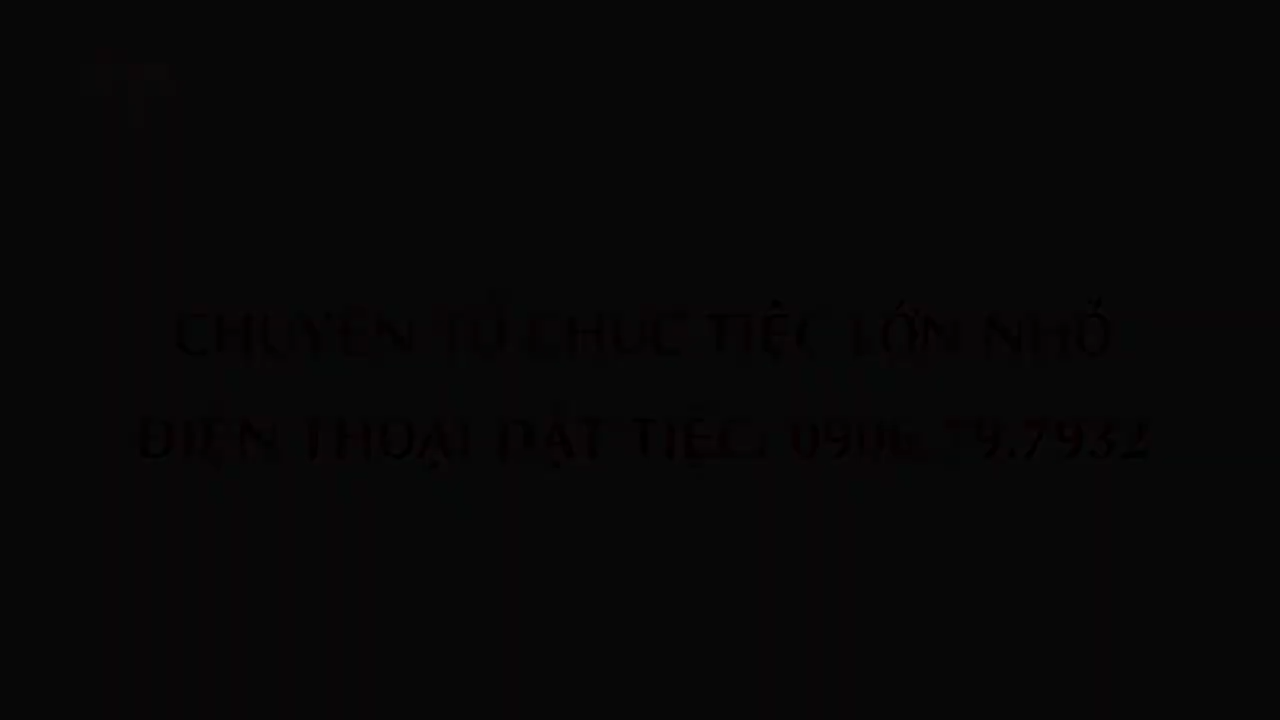 CHUYÊN TỔ CHỨC TIỆC LỚN NHỎ
ĐIỆN THOẠI ĐẶT TIỆC: